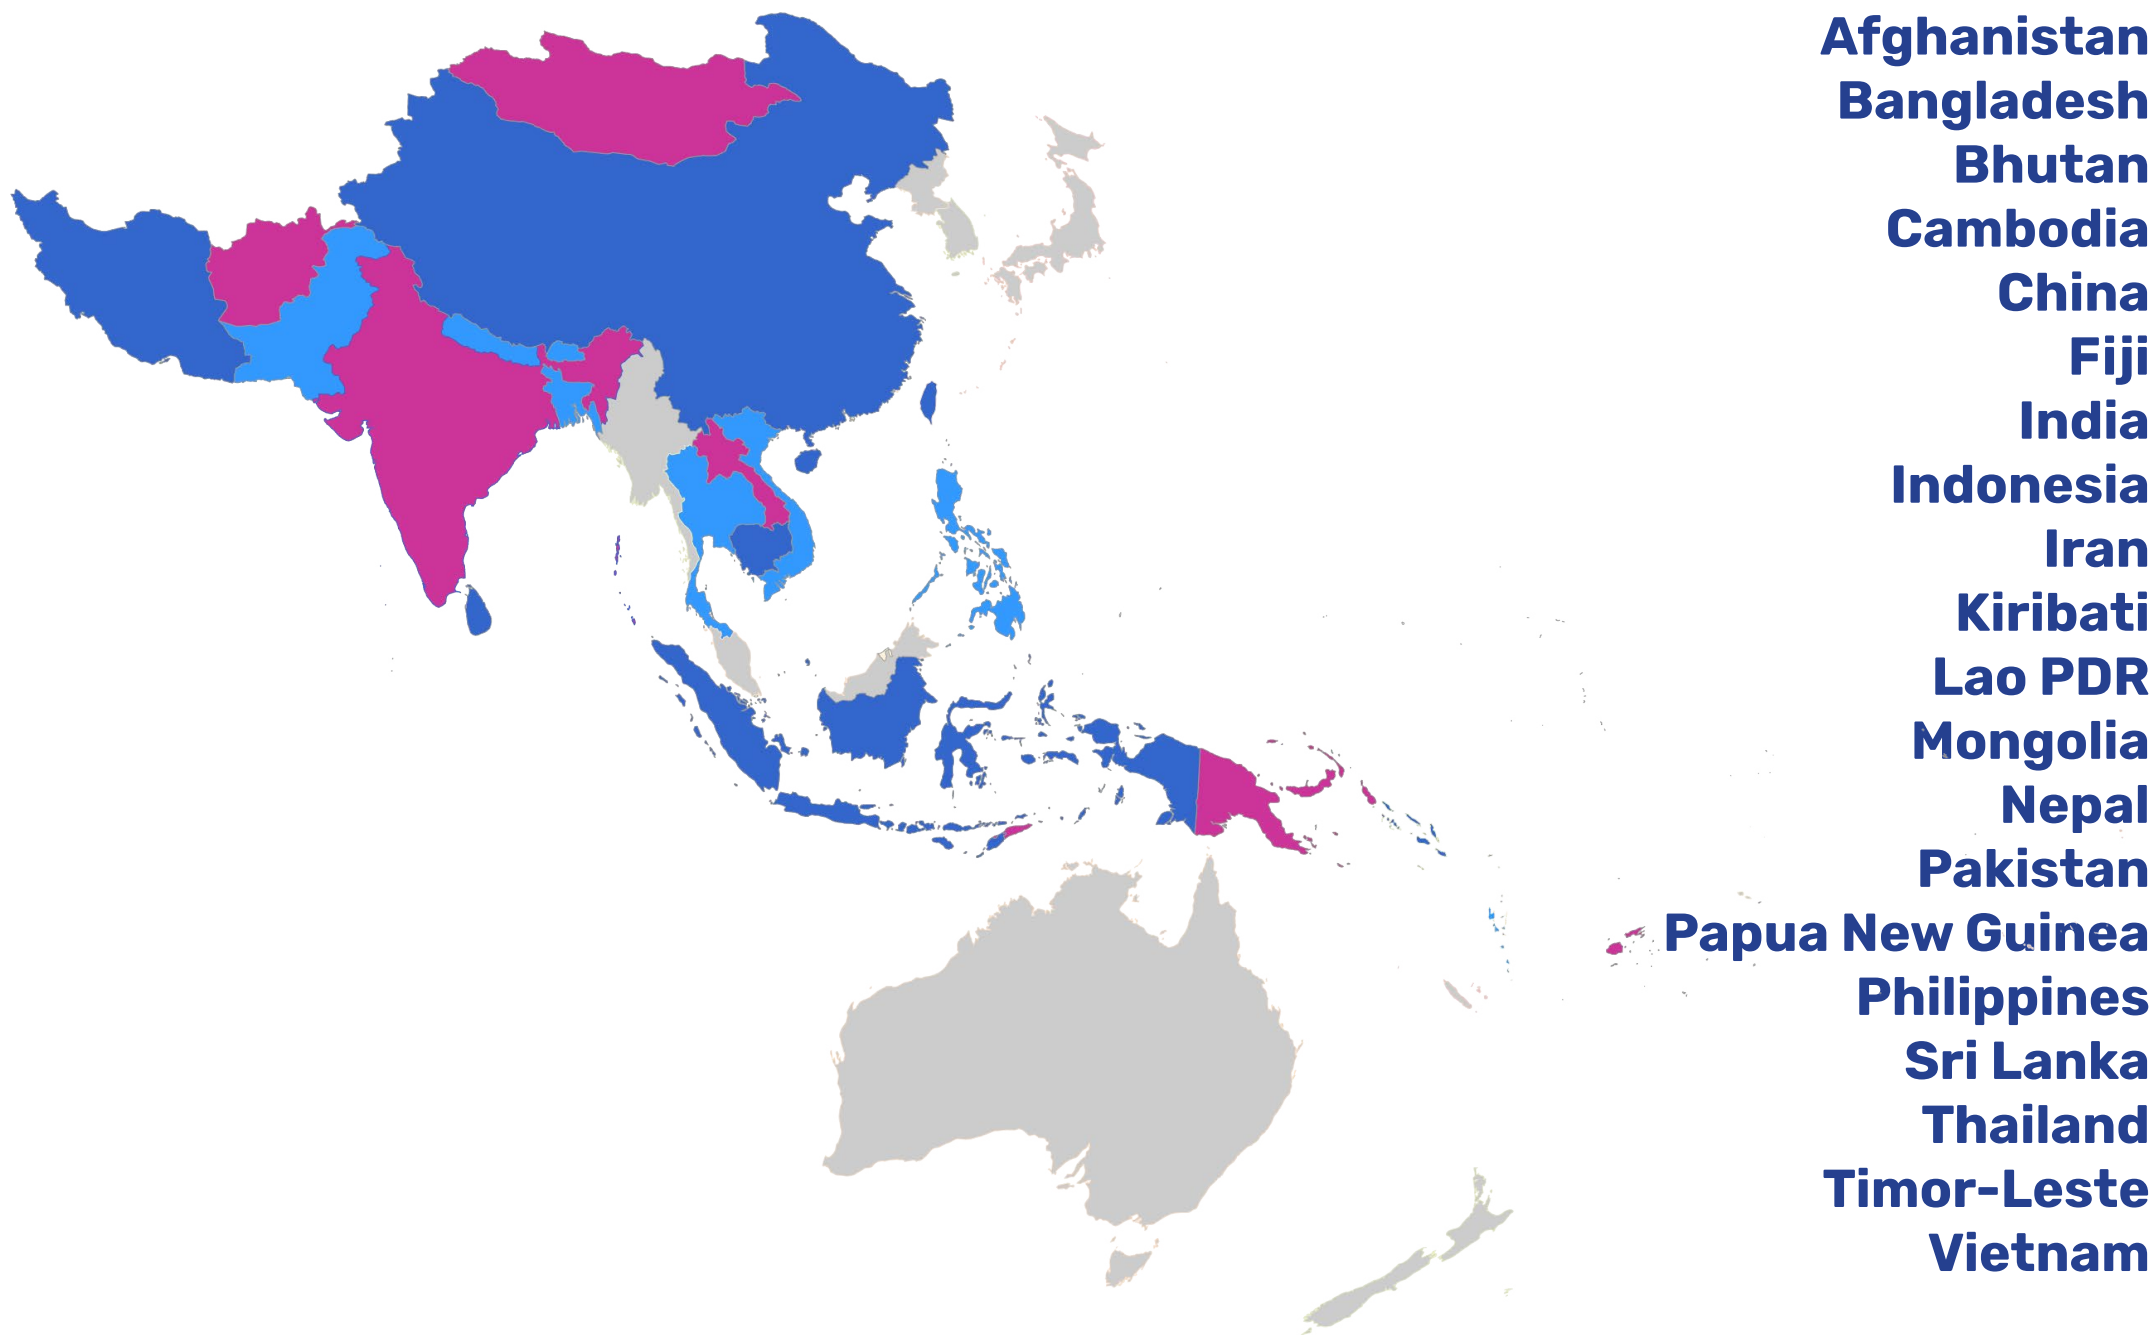 Afghanistan
Bangladesh
Bhutan
Cambodia
China
Fiji
India
Indonesia
Iran
Kiribati
Lao PDR
Mongolia
Nepal
Pakistan
Papua New Guinea
Philippines
Sri Lanka
Thailand
Timor-Leste
Vietnam